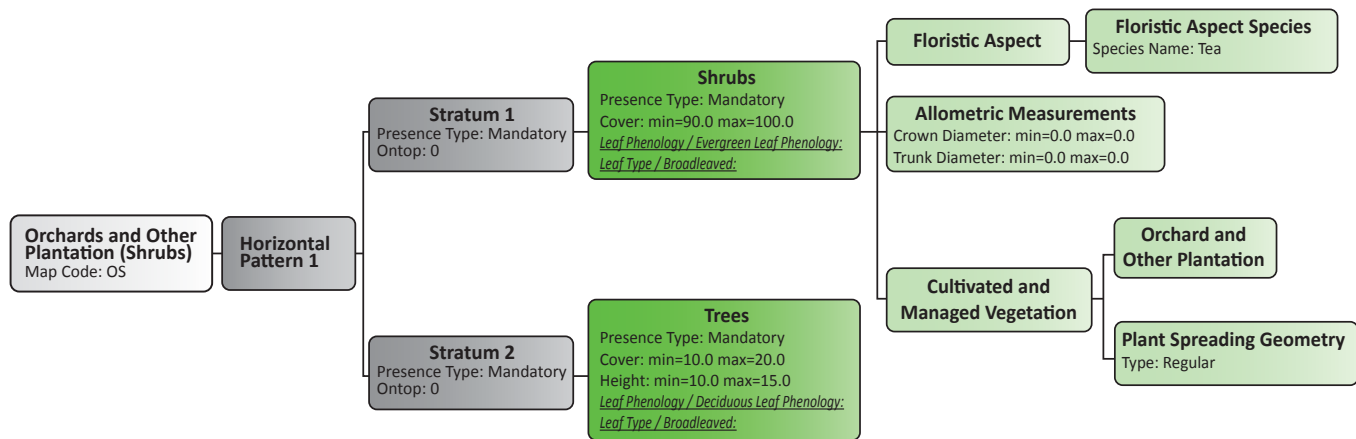 Orchards and Other
Plantation (Shrubs)
Map Code: OS
Horizontal
Pattern 1
Stratum 1
Presence Type: Mandatory
Ontop: 0
Shrubs
Presence Type: Mandatory
Cover: min=90.0 max=100.0
Leaf Phenology / Evergreen Leaf Phenology:
Leaf Type / Broadleaved:
Floristic Aspect
Floristic Aspect Species
Species Name: Tea
Allometric Measurements
Crown Diameter: min=0.0 max=0.0
Trunk Diameter: min=0.0 max=0.0
Cultivated and
Managed Vegetation
Orchard and
Other Plantation
Plant Spreading Geometry
Type: Regular
Stratum 2
Presence Type: Mandatory
Ontop: 0
Trees
Presence Type: Mandatory
Cover: min=10.0 max=20.0
Height: min=10.0 max=15.0
Leaf Phenology / Deciduous Leaf Phenology:
Leaf Type / Broadleaved: